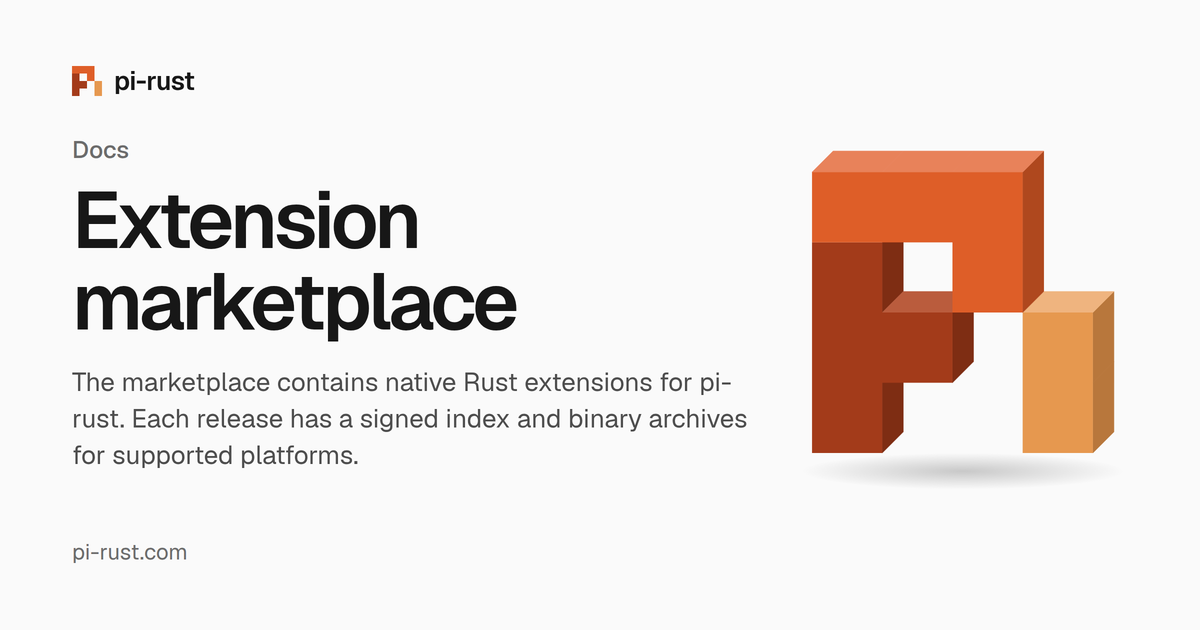 pi-rust
Docs
Extension
marketplace
The marketplace contains native Rust extensions for pi-
rust. Each release has a signed index and binary archives
for supported platforms.
pi-rust.com